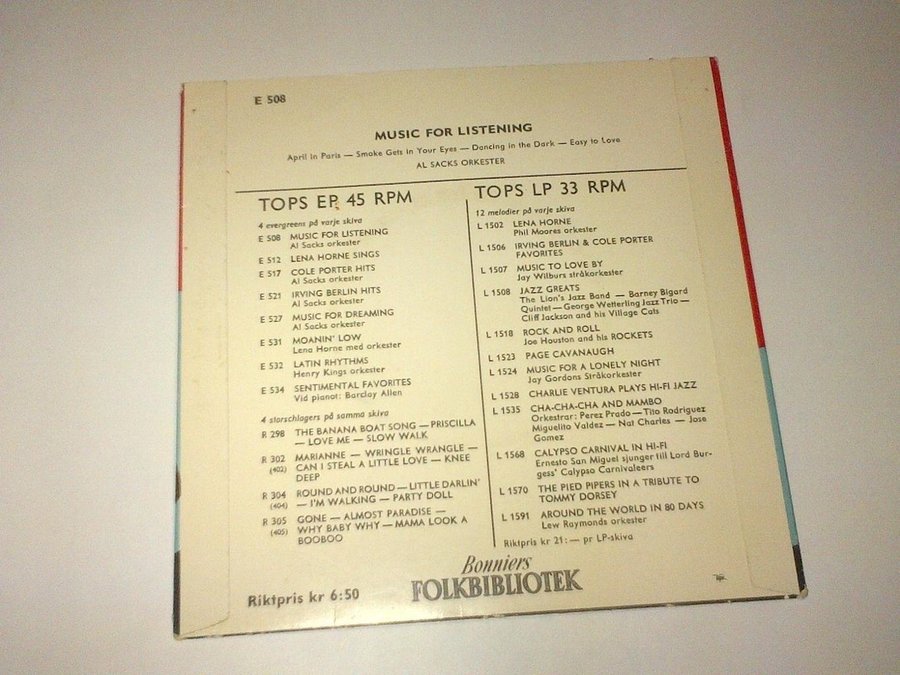 E 508
MUSIC FOR LISTENING
April in Paris — Smoke Gets in Your Eyes — Dancing in the Dark — Easy to Love
AL SACKS ORKESTER
TOPS EP 45 RPM
4 evergreens på varje skiva
E 508 MUSIC FOR LISTENING
Al Sacks orkester
E 512 LENA HORNE SINGS
E 517 COLE PORTER HITS
Al Sacks orkester
E 521 IRVING BERLIN HITS
Al Sacks orkester
E 527 MUSIC FOR DREAMING
Al Sacks orkester
E 531 MOANIN' LOW
Lena Horne med orkester
E 532 LATIN RHYTHMS
Henry Kings orkester
E 534 SENTIMENTAL FAVORITES
Vid pianot: Barclay Allen
4 storschlagers på samma skiva
R 298 THE BANANA BOAT SONG — PRISCILLA
— LOVE ME — SLOW WALK
R 302 MARIANNE — WRINGLE WRANGLE —
(402) CAN I STEAL A LITTLE LOVE — KNEE
DEEP
R 304 ROUND AND ROUND — LITTLE DARLIN'
(404) — I'M WALKING — PARTY DOLL
R 305 GONE — ALMOST PARADISE —
(405) WHY BABY WHY — MAMA LOOK A
BOOBOO
Riktpris kr 6:50
TOPS LP 33 RPM
12 melodier på varje skiva
L 1502 LENA HORNE
Phil Moores orkester
L 1506 IRVING BERLIN & COLE PORTER
FAVORITES
L 1507 MUSIC TO LOVE BY
Jay Wilburs stråkorkester
L 1508 JAZZ GREATS
The Lion's Jazz Band — Barney Bigard
Quintet — George Wetterling Jazz Trio —
Cliff Jackson and his Village Cats
L 1518 ROCK AND ROLL
Joe Houston and his ROCKETS
L 1523 PAGE CAVANAUGH
L 1524 MUSIC FOR A LONELY NIGHT
Jay Gordons Stråkorkester
L 1528 CHARLIE VENTURA PLAYS HI-FI JAZZ
L 1535 CHA-CHA-CHA AND MAMBO
Orkestrar: Perez Prado — Tito Rodriguez
Miguelito Valdez — Nat Charles — Jose
Gomez
L 1568 CALYPSO CARNIVAL IN HI-FI
Ernesto San Miguel sjunger till Lord Bur-
gess' Calypso Carnivaleers
L 1570 THE PIED PIPERS IN A TRIBUTE TO
TOMMY DORSEY
L 1591 AROUND THE WORLD IN 80 DAYS
Lew Raymonds orkester
Riktpris kr 21:— pr LP-skiva
Bonniers
FOLKBIBLIOTEK